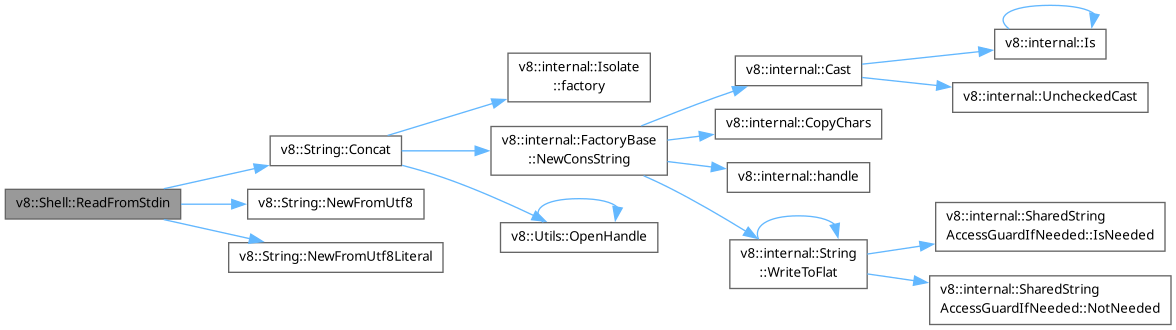 v8::Shell::ReadFromStdin
v8::String::Concat
v8::String::NewFromUtf8
v8::String::NewFromUtf8Literal
v8::internal::Isolate
::factory
v8::internal::FactoryBase
::NewConsString
v8::Utils::OpenHandle
v8::internal::Cast
v8::internal::CopyChars
v8::internal::handle
v8::internal::String
::WriteToFlat
v8::internal::Is
v8::internal::UncheckedCast
v8::internal::SharedString
AccessGuardIfNeeded::IsNeeded
v8::internal::SharedString
AccessGuardIfNeeded::NotNeeded